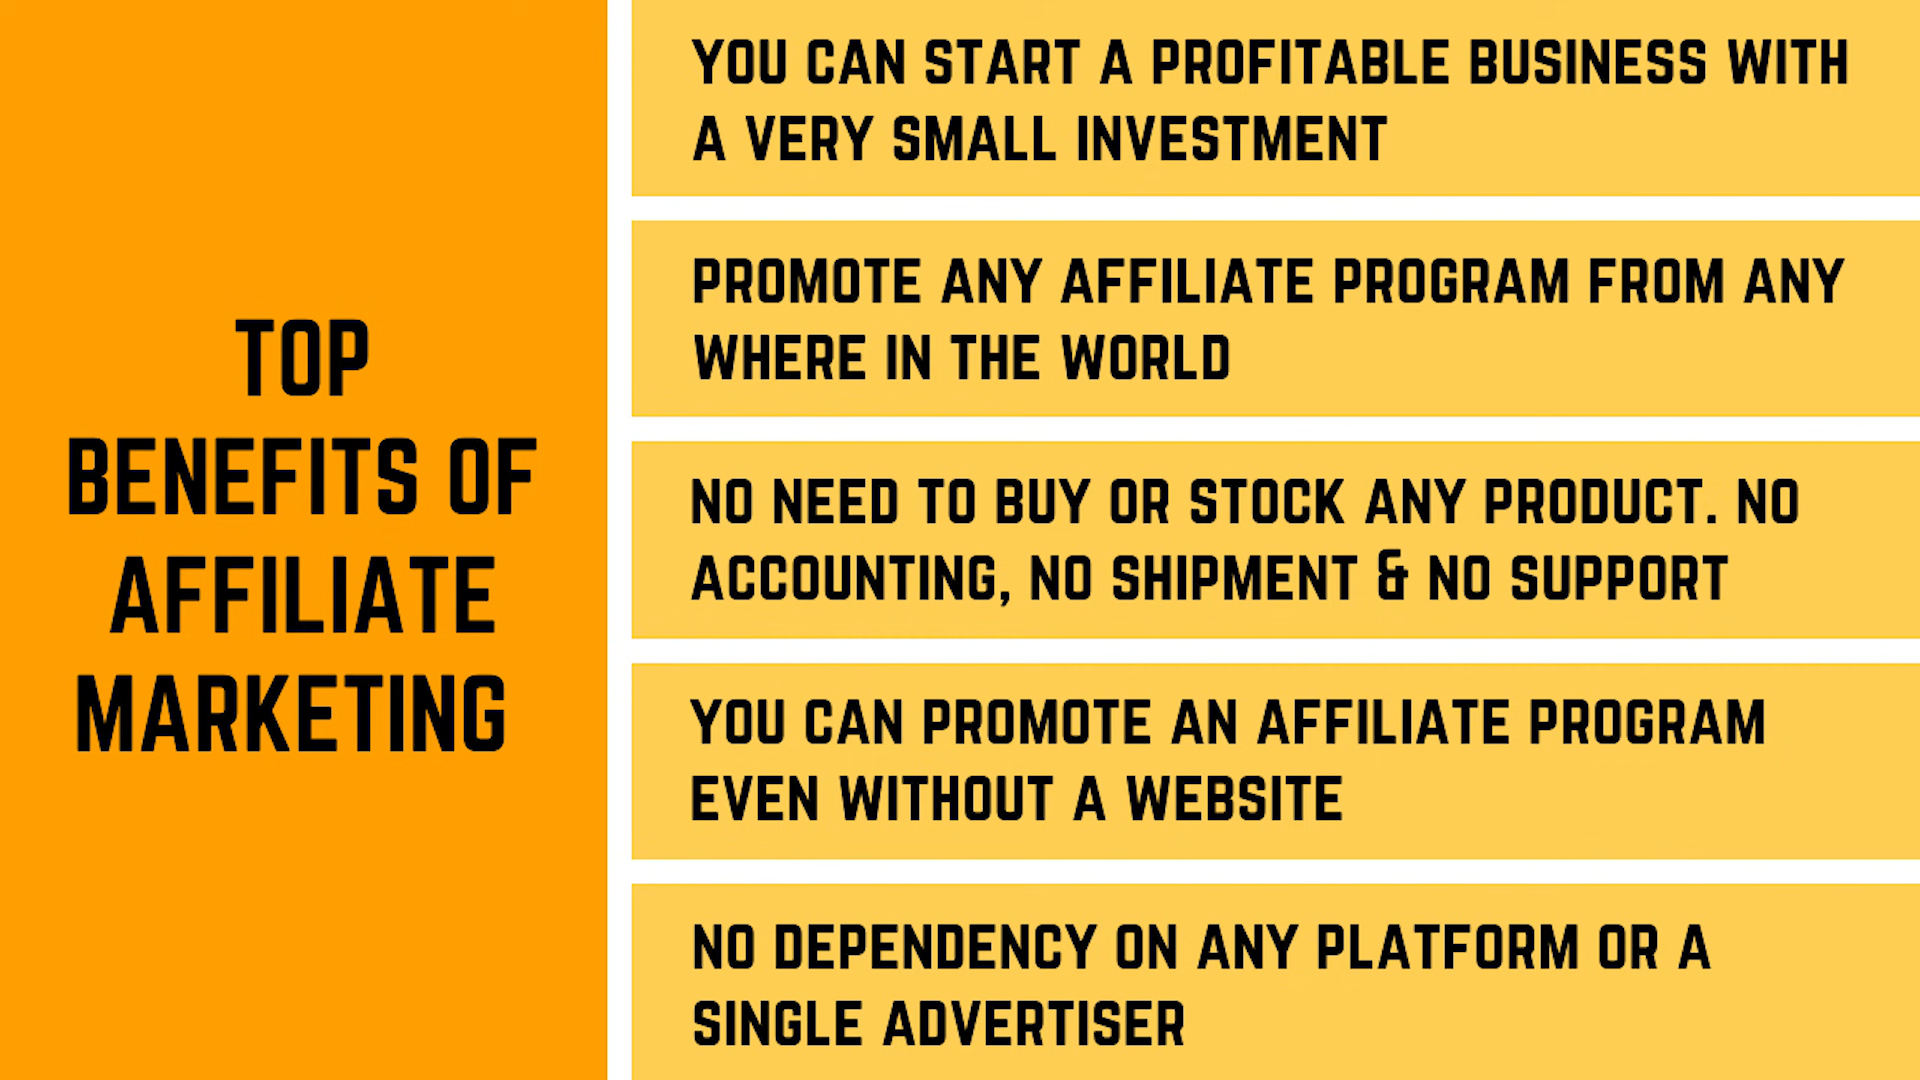 TOP
BENEFITS OF
AFFILIATE
MARKETING
YOU CAN START A PROFITABLE BUSINESS WITH
A VERY SMALL INVESTMENT
PROMOTE ANY AFFILIATE PROGRAM FROM ANY
WHERE IN THE WORLD
NO NEED TO BUY OR STOCK ANY PRODUCT. NO
ACCOUNTING, NO SHIPMENT & NO SUPPORT
YOU CAN PROMOTE AN AFFILIATE PROGRAM
EVEN WITHOUT A WEBSITE
NO DEPENDENCY ON ANY PLATFORM OR A
SINGLE ADVERTISER